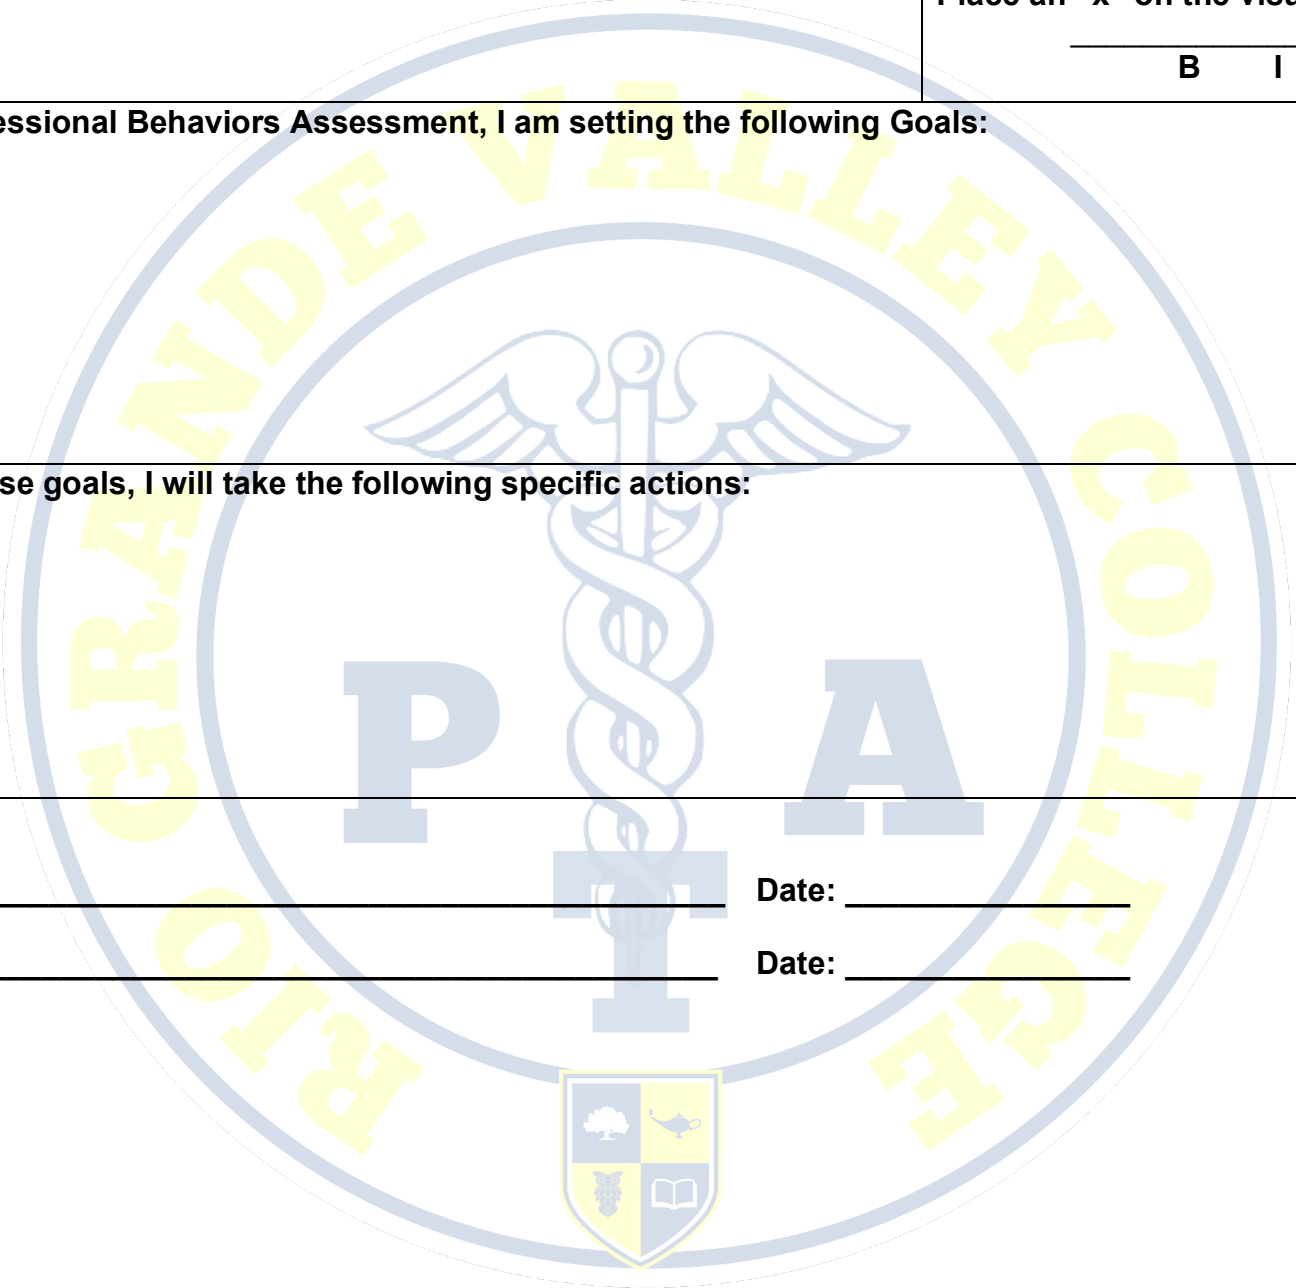 B I
essional Behaviors Assessment, I am setting the following Goals:
se goals, I will take the following specific actions:
Date:
Date:
RIO GRANDE VALLEY COLLEGE
P T A